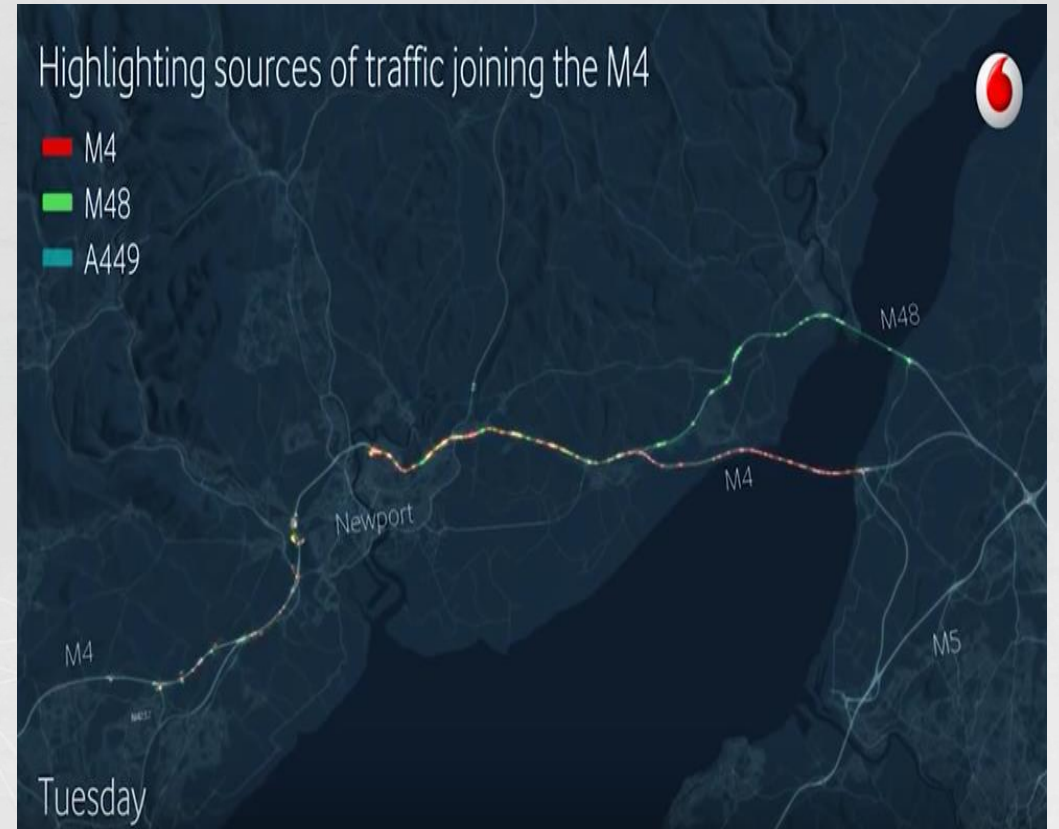 Highlighting sources of traffic joining the M4
M4
M48
A449
M48
M4
Newport
M4
M5
Tuesday